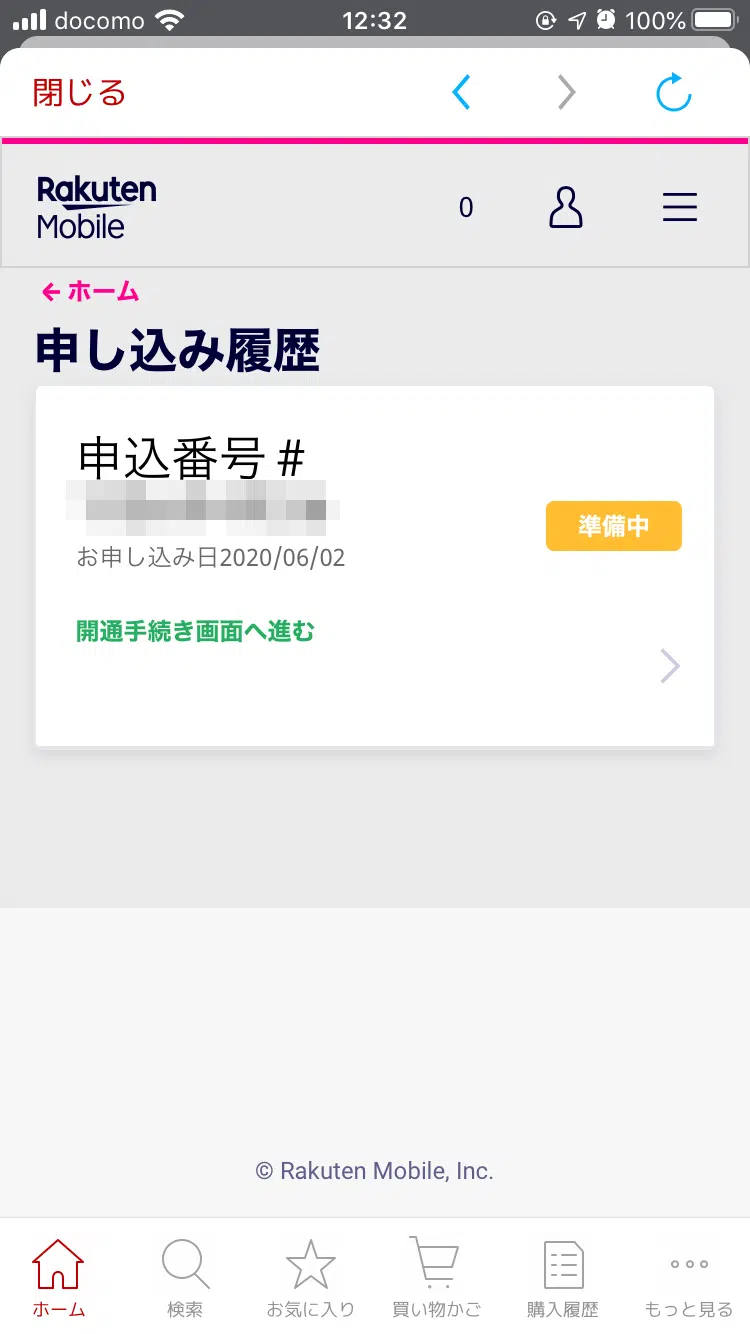 docomo 12:32 100%
閉じる
Rakuten
Mobile
0
ホーム
申し込み履歴
申込番号 #
お申し込み日2020/06/02
準備中
開通手続き画面へ進む
© Rakuten Mobile, Inc.
ホーム 検索 お気に入り 買い物かご 購入履歴 もっと見る